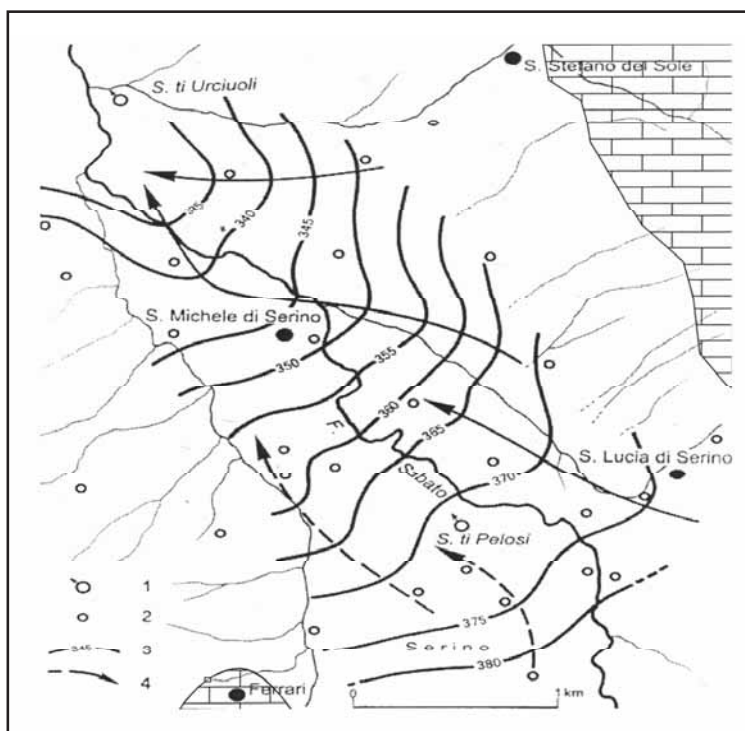 S. ti Urciuoli
S. Stefano del Sole
340
345
S. Michele di Serino
350
355
360
365
F. Sabato
370
S. Lucia di Serino
S. ti Pelosi
375
Serino
380
1
2
3
4
Ferrari
0
1 km